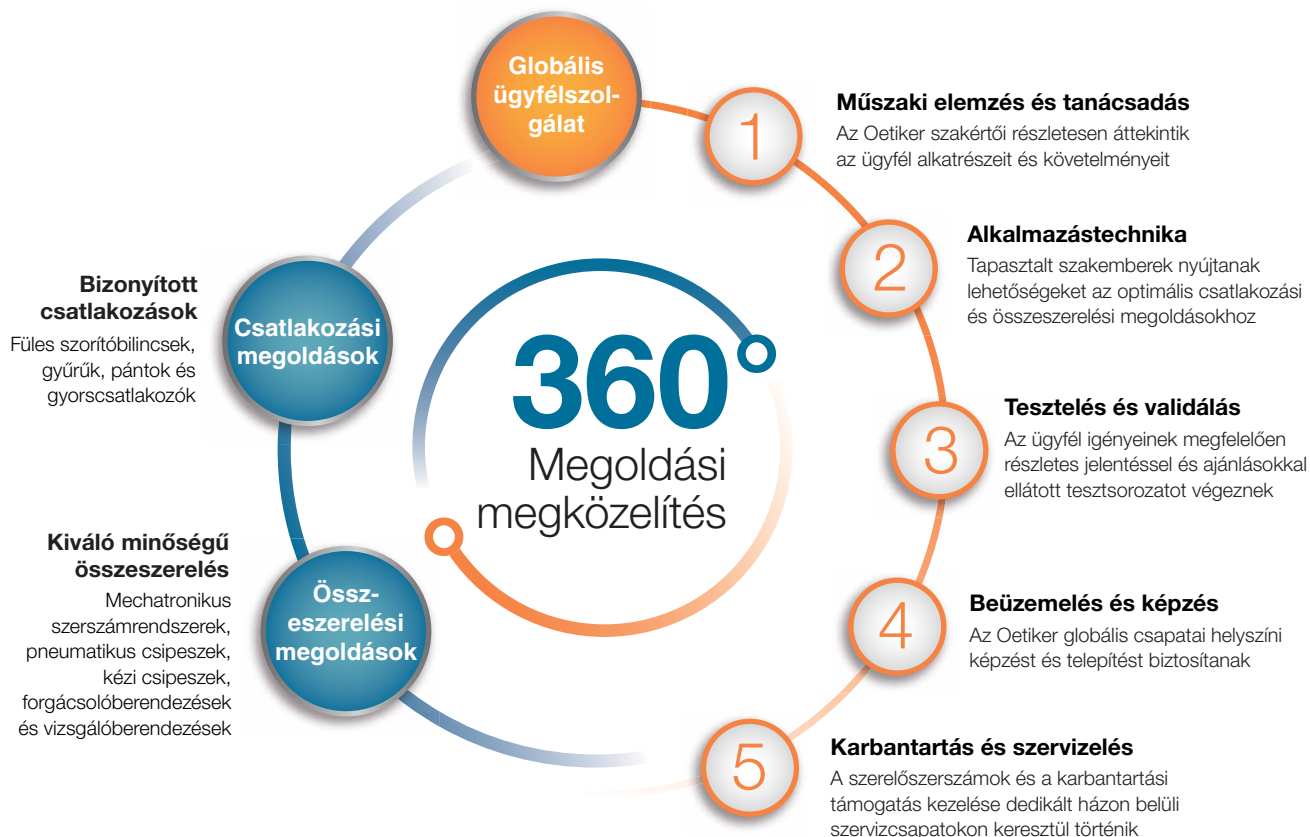 Globális
ügyfélszol-
gálat
1
Műszaki elemzés és tanácsadás
Az Oetiker szakértői részletesen áttekintik
az ügyfél alkatrészeit és követelményeit
2
Alkalmazástechnika
Tapasztalt szakemberek nyújtanak
lehetőségeket az optimális csatlakozási
és összeszerelési megoldásokhoz
3
Tesztelés és validálás
Az ügyfél igényeinek megfelelően
részletes jelentéssel és ajánlásokkal
ellátott tesztsorozatot végeznek
4
Beüzemelés és képzés
Az Oetiker globális csapatai helyszíni
képzést és telepítést biztosítanak
5
Karbantartás és szervizelés
A szerelőszerszámok és a karbantartási
támogatás kezelése dedikált házon belüli
szervizcsapatokon keresztül történik
360°
Megoldási
megközelítés
Csatlakozási
megoldások
Bizonyított
csatlakozások
Füles szorítóbilincsek,
gyűrűk, pántok és
gyorscsatlakozók
Össz-
eszerelési
megoldások
Kiváló minőségű
összeszerelés
Mechatronikus
szerszámrendszerek,
pneumatikus csipeszek,
kézi csipeszek,
forgácsolóberendezések
és vizsgálóberendezések